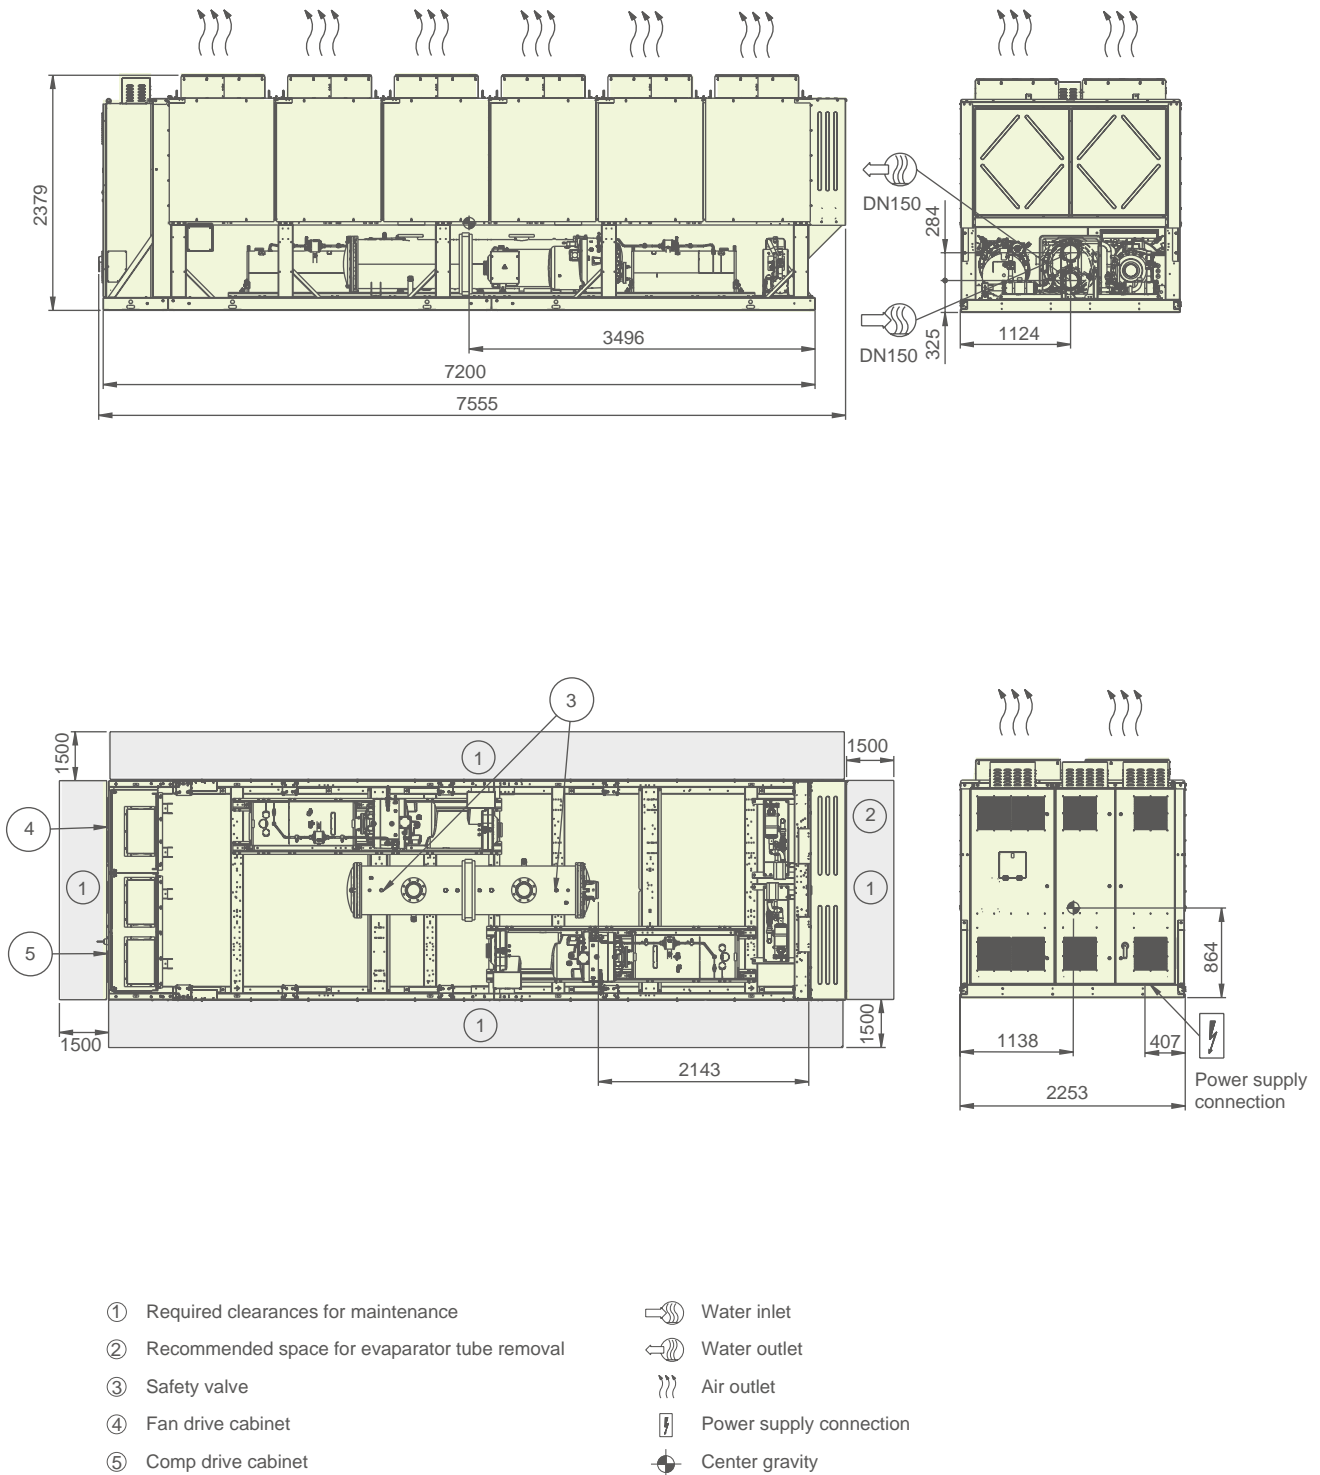 2379
3496
7200
7555
DN150
DN150
284
325
1124
3
1500
1
1500
4
2
1
1
5
1
1500
1500
2143
864
1138
407
2253
Power supply
connection
1 Required clearances for maintenance
2 Recommended space for evaparator tube removal
3 Safety valve
4 Fan drive cabinet
5 Comp drive cabinet
Water inlet
Water outlet
Air outlet
Power supply connection
Center gravity